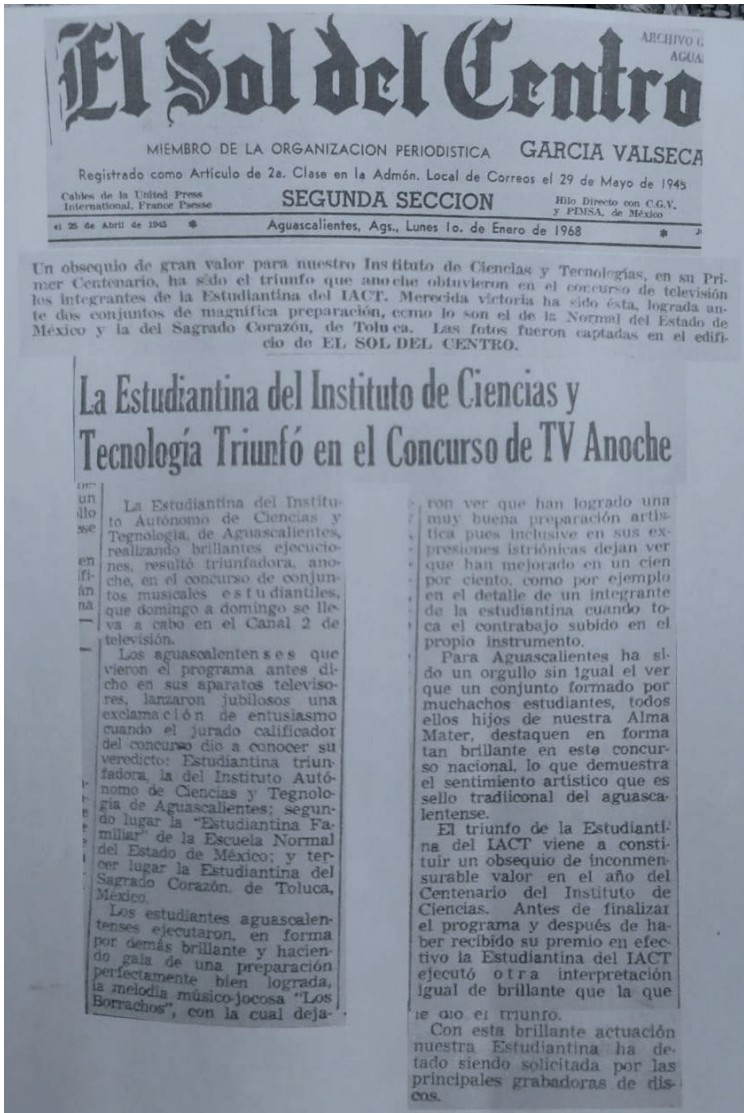 ARCHIVO G
AGUA
El Sol del Centro
MIEMBRO DE LA ORGANIZACION PERIODISTICA GARCIA VALSECA
Registrado como Artículo de 2a. Clase en la Admón. Local de Correos el 29 de Mayo de 1945
Cables de la United Press
International, France Psesse
SEGUNDA SECCION
Hilo Directo con C.G.V.
y PIMSA, de México
el 25 de Abril de 1945 * Aguascalientes, Ags., Lunes 1o. de Enero de 1968 *
Un obsequio de gran valor para nuestro Instituto de Ciencias y Tecnologías, en su Pri-
mer Centenario, ha sido el triunfo que anoche obtuvieron en el concurso de televisión
los integrantes de la Estudiantina del IACT. Merecida victoria ha sido ésta, lograda an-
te dos conjuntos de magnífica preparación, como lo son el de la Normal del Estado de
México y la del Sagrado Corazón, de Toluca. Las fotos fueron captadas en el edifi-
cio de EL SOL DEL CENTRO.
La Estudiantina del Instituto de Ciencias y
Tecnología Triunfó en el Concurso de TV Anoche
un
llo
ese
en
ifi-
án
na
La Estudiantina del Institu-
to Autónomo de Ciencias y
Tegnología, de Aguascalientes,
realizando brillantes ejecucio-
nes, resultó triunfadora, ano-
che, en el concurso de conjun-
tos musicales estudiantiles,
que domingo a domingo se lle-
va a cabo en el Canal 2 de
televisión.
Los aguascalentenses que
vieron el programa antes di-
cho en sus aparatos televiso-
res, lanzaron jubilosos una
exclamación de entusiasmo
cuando el jurado calificador
del concurso dio a conocer su
veredicto: Estudiantina triun-
fadora, la del Instituto Autó-
nomo de Ciencias y Tegnolo-
gía de Aguascalientes; segun-
do lugar la "Estudiantina Fa-
miliar" de la Escuela Normal
del Estado de México; y ter-
cer lugar la Estudiantina del
Sagrado Corazón, de Toluca,
México.
Los estudiantes aguascalen-
tenses ejecutaron, en forma
por demás brillante y hacien-
do gala de una preparación
perfectamente bien lograda,
la melodía músico-jocosa "Los
Borrachos", con la cual deja-
ron ver que han logrado una
muy buena preparación artís-
tica pues inclusive en sus ex-
presiones istriónicas dejan ver
que han mejorado en un cien
por ciento, como por ejemplo
en el detalle de un integrante
de la estudiantina cuando to-
ca el contrabajo subido en el
propio instrumento.
Para Aguascalientes ha si-
do un orgullo sin igual el ver
que un conjunto formado por
muchachos estudiantes, todos
ellos hijos de nuestra Alma
Mater, destaquen en forma
tan brillante en este concur-
so nacional, lo que demuestra
el sentimiento artístico que es
sello tradiiconal del aguasca-
lentense.
El triunfo de la Estudianti-
na del IACT viene a consti-
tuir un obsequio de inconmen-
surable valor en el año del
Centenario del Instituto de
Ciencias. Antes de finalizar
el programa y después de ha-
ber recibido su premio en efec-
tivo la Estudiantina del IACT
ejecutó otra interpretación
igual de brillante que la que
le dio el triunfo.
Con esta brillante actuación
nuestra Estudiantina ha de-
tado siendo solicitada por las
principales grabadoras de dis-
cos.